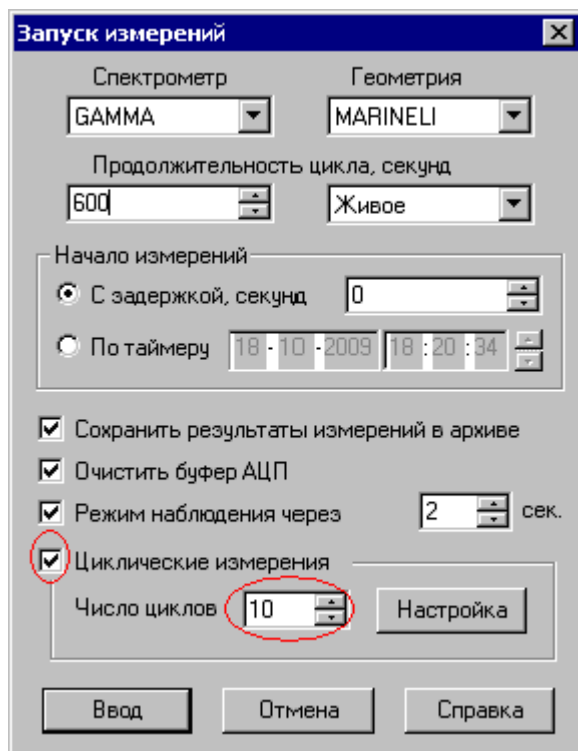 Запуск измерений
Спектрометр Геометрия
GAMMA MARINELI
Продолжительность цикла, секунд
600 Живое
Начало измерений
С задержкой, секунд 0
По таймеру 18 - 10 - 2009 18 : 20 : 34
Сохранить результаты измерений в архиве
Очистить буфер АЦП
Режим наблюдения через 2 сек.
Циклические измерения
Число циклов 10 Настройка
Ввод Отмена Справка